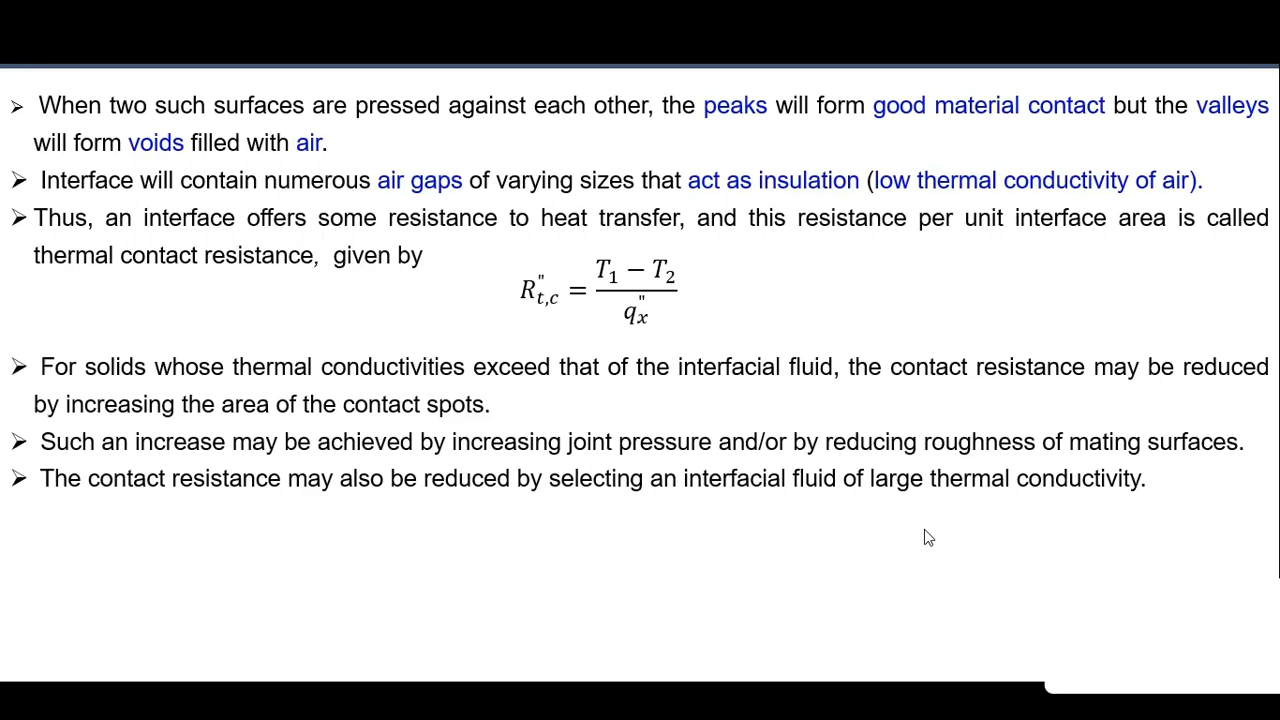 ➢ When two such surfaces are pressed against each other, the peaks will form good material contact but the valleys
will form voids filled with air.
➢ Interface will contain numerous air gaps of varying sizes that act as insulation (low thermal conductivity of air).
➢ Thus, an interface offers some resistance to heat transfer, and this resistance per unit interface area is called
thermal contact resistance, given by
R"t,c = (T1 − T2) / q"x
➢ For solids whose thermal conductivities exceed that of the interfacial fluid, the contact resistance may be reduced
by increasing the area of the contact spots.
➢ Such an increase may be achieved by increasing joint pressure and/or by reducing roughness of mating surfaces.
➢ The contact resistance may also be reduced by selecting an interfacial fluid of large thermal conductivity.